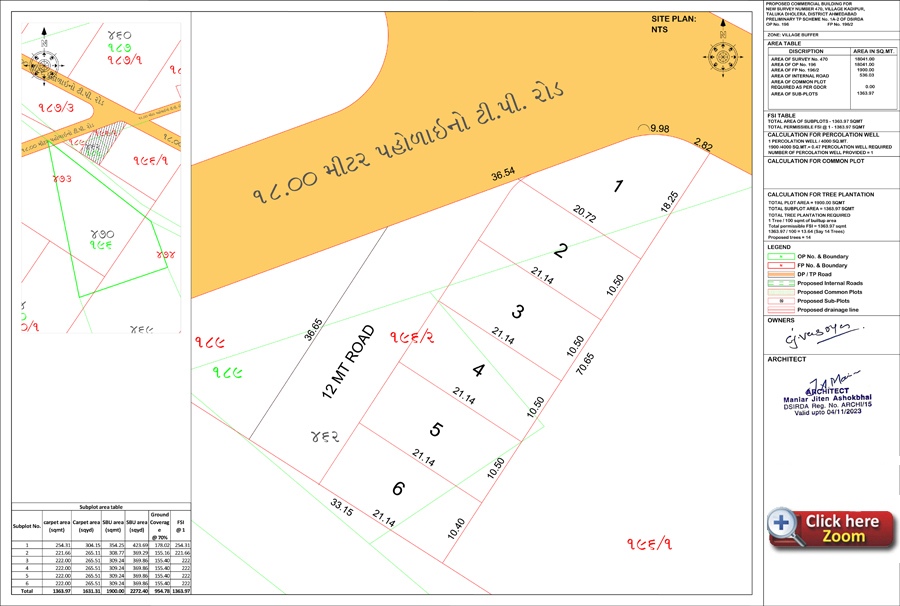 SITE PLAN:
NTS
N
N
૪૬૦
૧૮૭
૧૮૭/૧
૧૮૭/૩
૧૯૬/૧
૧૭૩
૪૭૦
૧૯૬
૪૬૯
૧૮.૦૦ મીટર પહોળાઈનો ટી.પી. રોડ
9.98
2.82
36.54
1
20.72
18.25
2
21.14
10.50
3
21.14
10.50
36.65
12 MT ROAD
૧૯૬/૨
70.65
૧૮૯
૧૮૯
4
21.14
10.50
૪૬૨
5
21.14
10.50
6
33.15
21.14
10.40
૧૯૬/૧
Subplot area table
Subplot No. carpet area (sqmt) Carpet area (sqyd) SBU area (sqmt) SBU area (sqyd) Ground Coverage @ 70% FSI @ 1
1 254.31 304.15 354.25 423.69 178.02 254.31
2 221.66 265.11 308.77 369.29 155.16 221.66
3 222.00 265.51 309.24 369.86 155.40 222
4 222.00 265.51 309.24 369.86 155.40 222
5 222.00 265.51 309.24 369.86 155.40 222
6 222.00 265.51 309.24 369.86 155.40 222
Total 1363.97 1631.31 1900.00 2272.40 954.78 1363.97
PROPOSED COMMERCIAL BUILDING FOR
NEW SURVEY NUMBER 470, VILLAGE KADIPUR,
TALUKA DHOLERA, DISTRICT AHMEDABAD
PRELIMINARY TP SCHEME No. 1A-2 OF DSIRDA
OP No. 196 FP No. 196/2
ZONE: VILLAGE BUFFER
AREA TABLE
DISCRIPTION AREA IN SQ.MT.
AREA OF SURVEY No. 470 18041.00
AREA OF OP No. 196 18041.00
AREA OF FP No. 196/2 1900.00
AREA OF INTERNAL ROAD 536.03
AREA OF COMMON PLOT
REQUIRED AS PER GDCR 0.00
AREA OF SUB-PLOTS 1363.97
FSI TABLE
TOTAL AREA OF SUBPLOTS - 1363.97 SQMT
TOTAL PERMISSIBLE FSI @ 1 - 1363.97 SQMT
CALCULATION FOR PERCOLATION WELL
1 PERCOLATION WELL / 4000 SQ.MT.
1900 /4000 SQ.MT.= 0.47 PERCOLATION WELL REQUIRED
NUMBER OF PERCOLATION WELL PROVIDED = 1
CALCULATION FOR COMMON PLOT
CALCULATION FOR TREE PLANTATION
TOTAL PLOT AREA = 1900.00 SQMT
TOTAL SUBPLOT AREA = 1363.97 SQMT
TOTAL TREE PLANTATION REQUIRED
1 Tree / 100 sqmt of builtup area
Total permissible FSI = 1363.97 sqmt
1363.97 / 100 = 13.64 (Say 14 Trees)
Proposed trees = 14
LEGEND
OP No. & Boundary
FP No. & Boundary
DP / TP Road
Proposed Internal Roads
Proposed Common Plots
Proposed Sub-Plots
Proposed drainage line
OWNERS
ARCHITECT
ARCHITECT
Manlar Jiten Ashokbhai
DSIRDA Reg. No. ARCHI/15
Valid upto 04/11/2023
Click here
Zoom